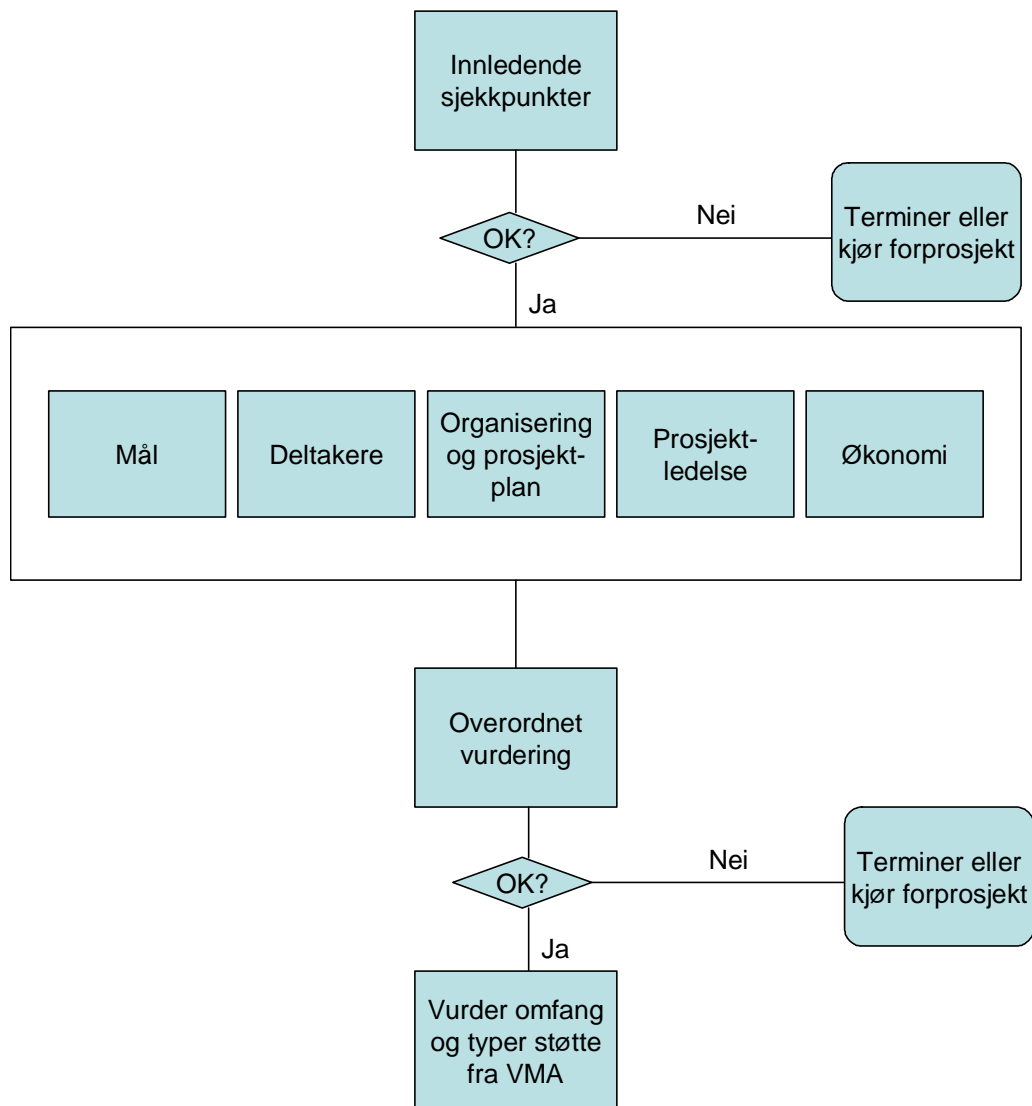 Innledende
sjekkpunkter
OK?
Nei
Terminer eller
kjør forprosjekt
Ja
Mål
Deltakere
Organisering
og prosjekt-
plan
Prosjekt-
ledelse
Økonomi
Overordnet
vurdering
OK?
Nei
Terminer eller
kjør forprosjekt
Ja
Vurder omfang
og typer støtte
fra VMA